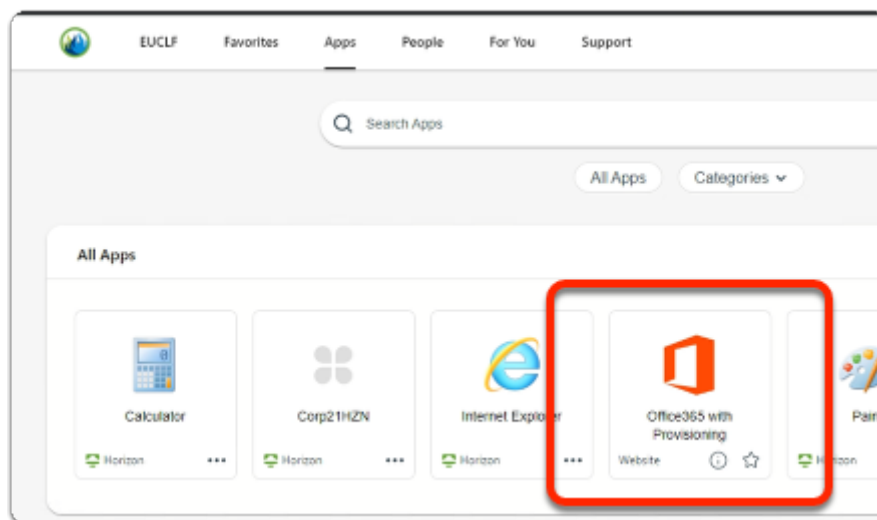 EUCLF Favorites Apps People For You Support
Search Apps
All Apps Categories
All Apps
Calculator Corp21HZN Internet Explorer Office365 with
Provisioning
Horizon Horizon Horizon Website Horizon